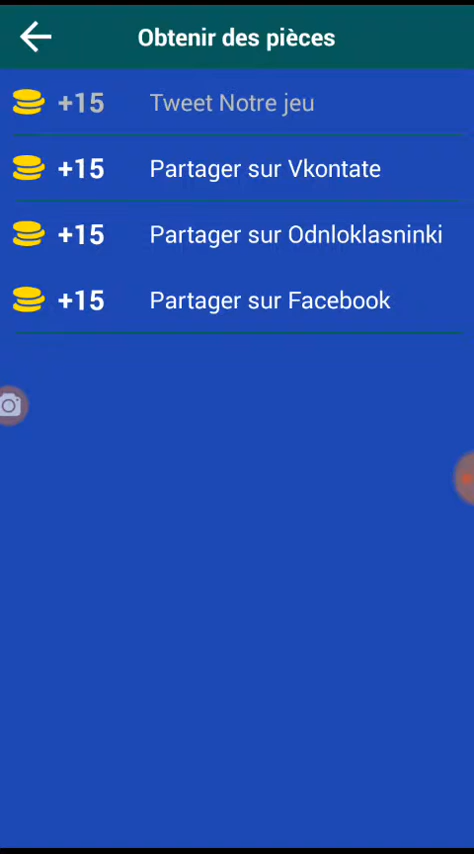 Obtenir des pièces
+15 Tweet Notre jeu
+15 Partager sur Vkontate
+15 Partager sur Odnloklasninki
+15 Partager sur Facebook